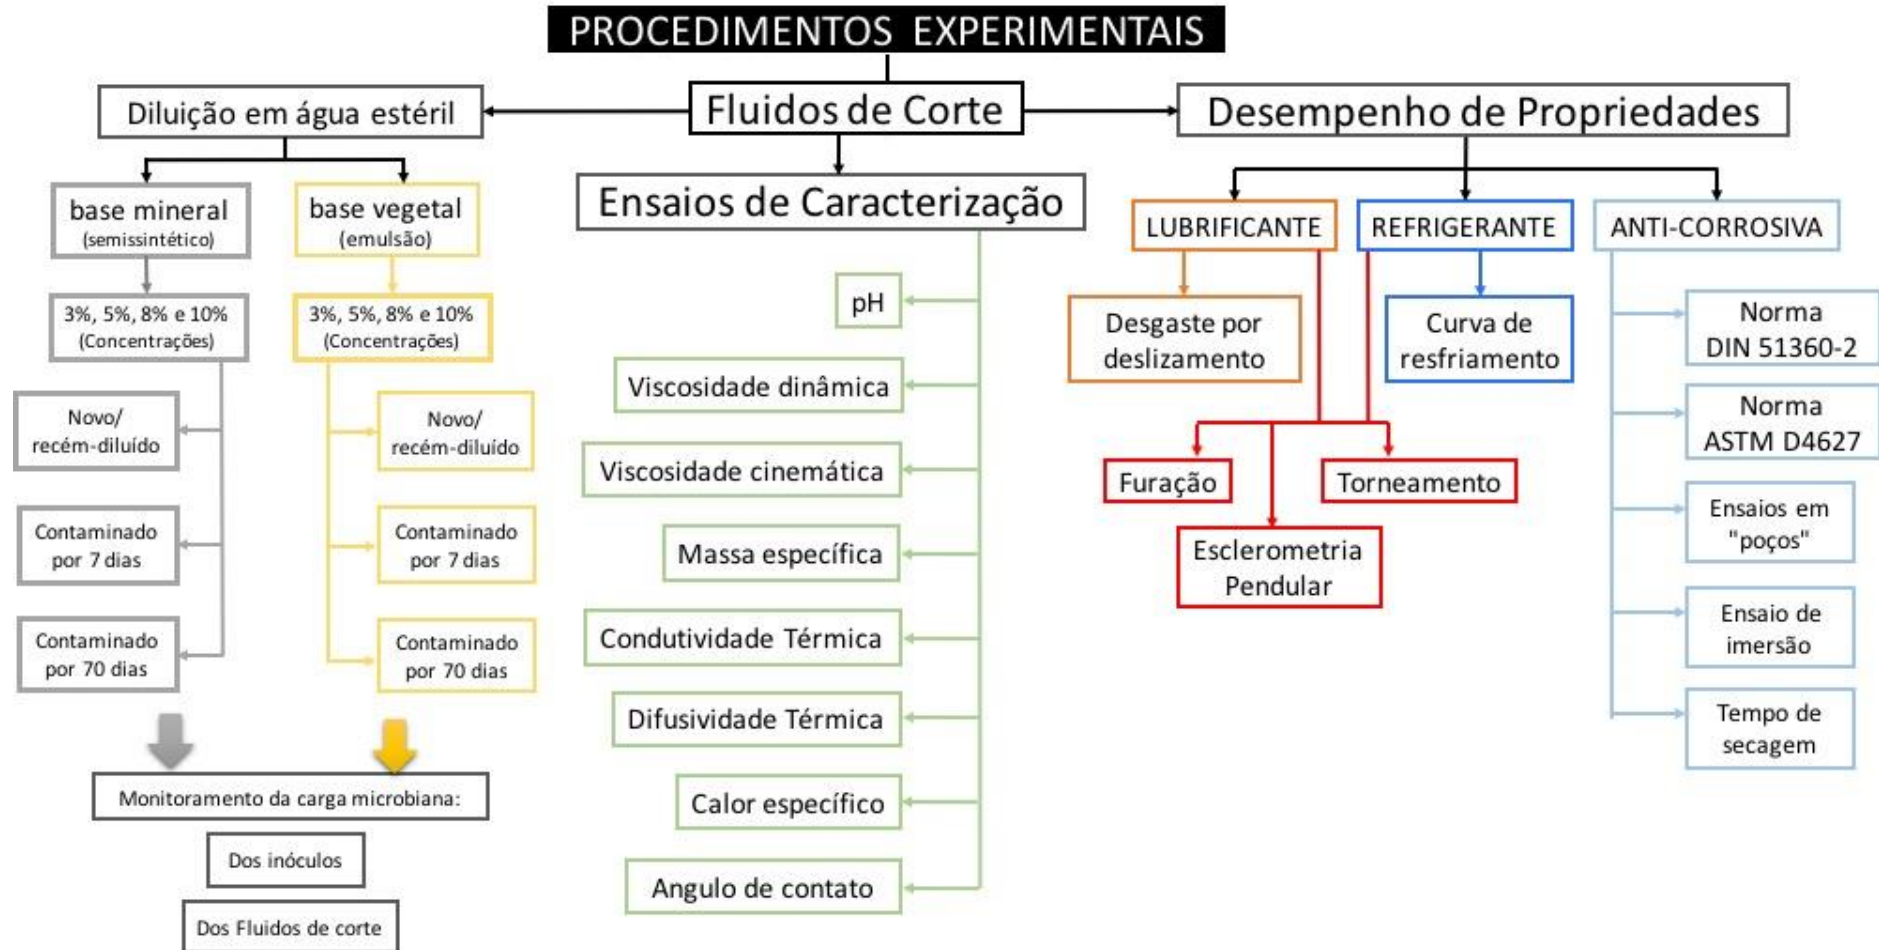 PROCEDIMENTOS EXPERIMENTAIS
Diluição em água estéril
Fluidos de Corte
Desempenho de Propriedades
base mineral
(semissintético)
base vegetal
(emulsão)
3%, 5%, 8% e 10%
(Concentrações)
3%, 5%, 8% e 10%
(Concentrações)
Novo/
recém-diluído
Novo/
recém-diluído
Contaminado
por 7 dias
Contaminado
por 7 dias
Contaminado
por 70 dias
Contaminado
por 70 dias
Monitoramento da carga microbiana:
Dos inóculos
Dos Fluidos de corte
Ensaios de Caracterização
pH
Viscosidade dinâmica
Viscosidade cinemática
Massa específica
Condutividade Térmica
Difusividade Térmica
Calor específico
Angulo de contato
LUBRIFICANTE
REFRIGERANTE
ANTI-CORROSIVA
Desgaste por
deslizamento
Curva de
resfriamento
Furação
Torneamento
Esclerometria
Pendular
Norma
DIN 51360-2
Norma
ASTM D4627
Ensaios em
"poços"
Ensaio de
imersão
Tempo de
secagem